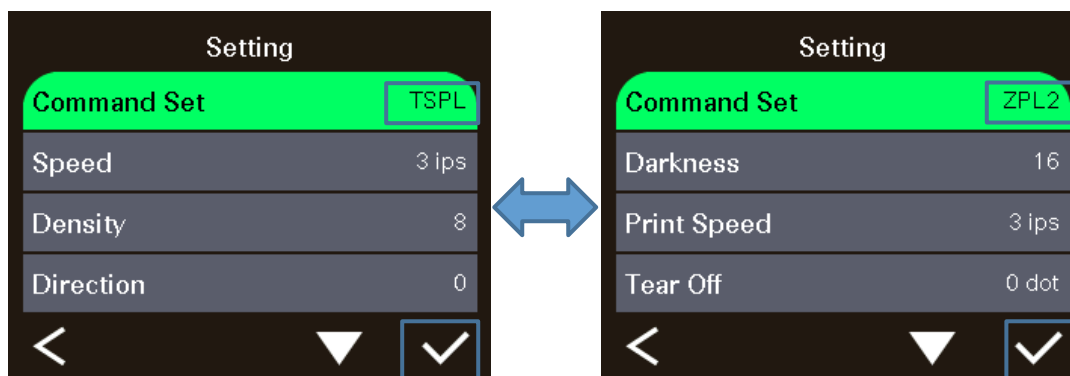 Setting
Command Set TSPL
Speed 3 ips
Density 8
Direction 0
Setting
Command Set ZPL2
Darkness 16
Print Speed 3 ips
Tear Off 0 dot